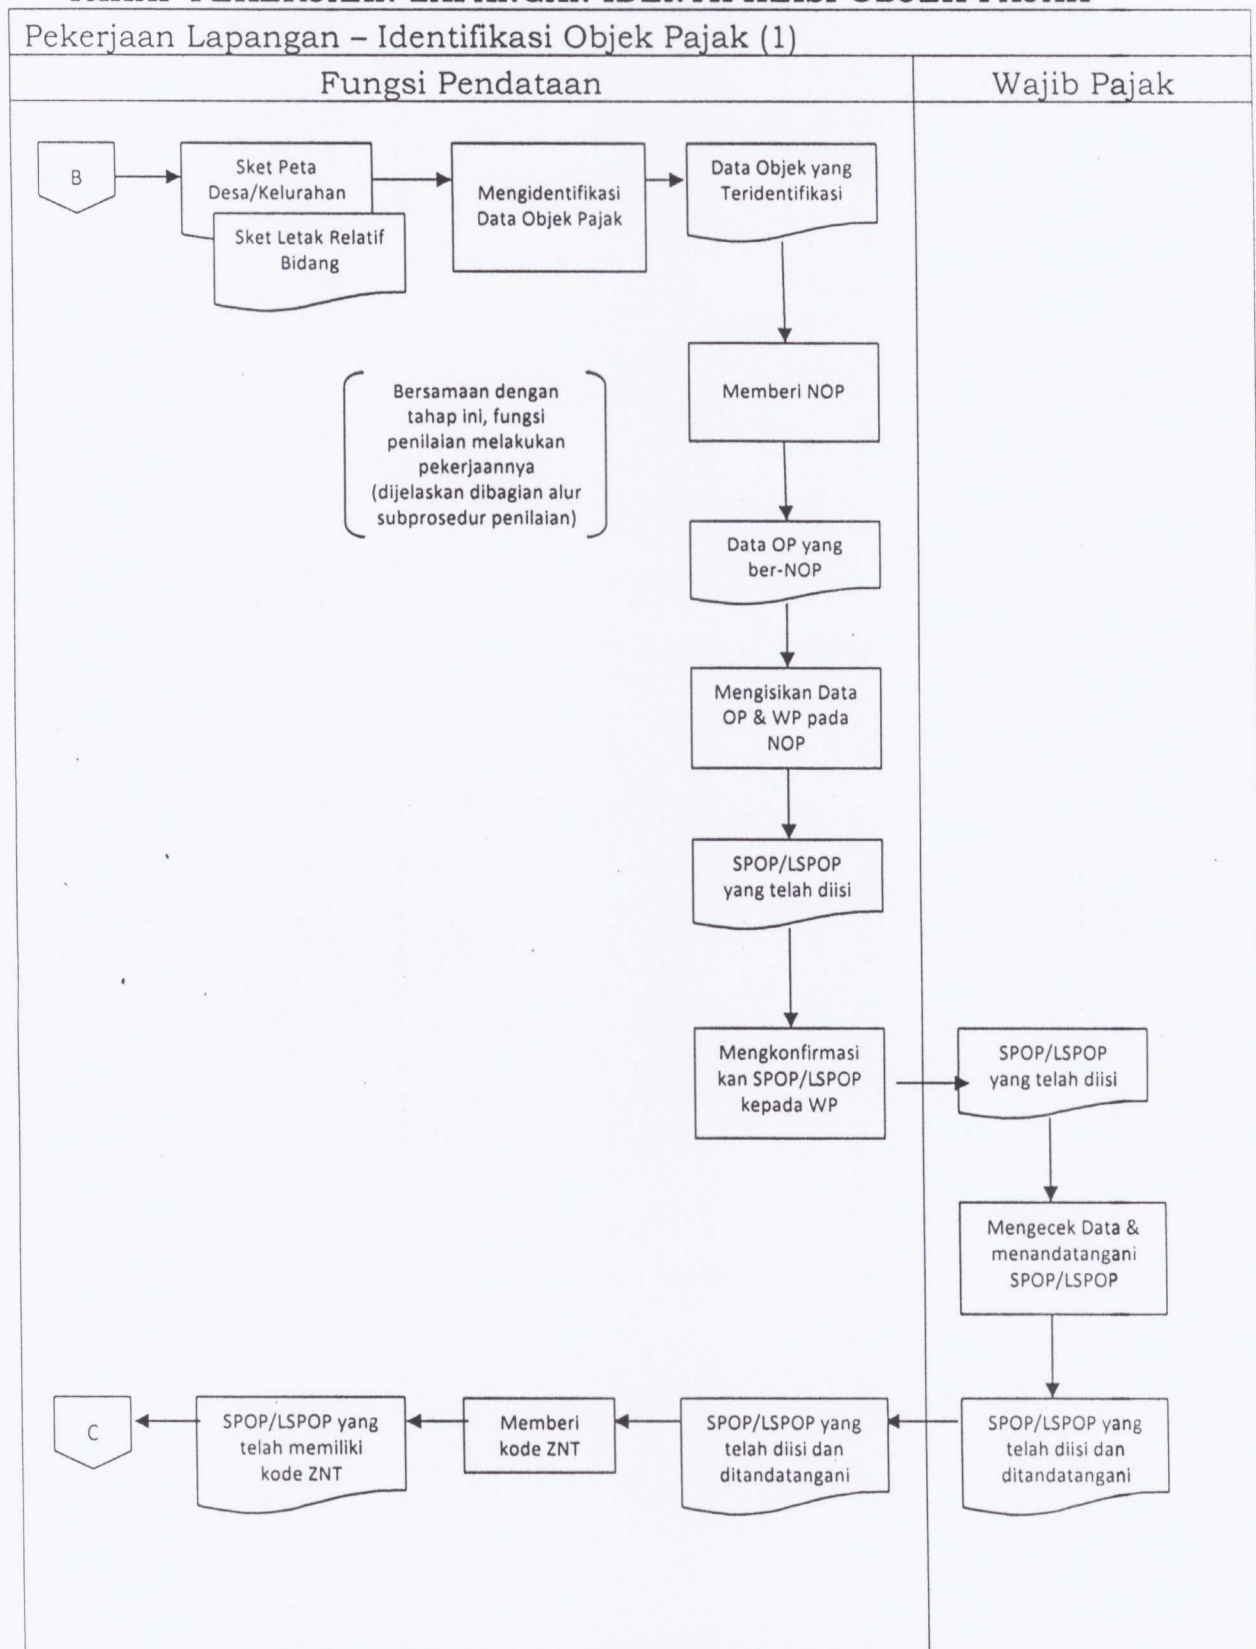 Pekerjaan Lapangan – Identifikasi Objek Pajak (1)
Fungsi Pendataan
Wajib Pajak
B
Sket Peta
Desa/Kelurahan
Sket Letak Relatif
Bidang
Mengidentifikasi
Data Objek Pajak
Data Objek yang
Teridentifikasi
Memberi NOP
Bersamaan dengan
tahap ini, fungsi
penilaian melakukan
pekerjaannya
(dijelaskan dibagian alur
subprosedur penilaian)
Data OP yang
ber-NOP
Mengisikan Data
OP & WP pada
NOP
SPOP/LSPOP
yang telah diisi
Mengkonfirmasi
kan SPOP/LSPOP
kepada WP
SPOP/LSPOP
yang telah diisi
Mengecek Data &
menandatangani
SPOP/LSPOP
SPOP/LSPOP yang
telah diisi dan
ditandatangani
SPOP/LSPOP yang
telah diisi dan
ditandatangani
Memberi
kode ZNT
SPOP/LSPOP yang
telah memiliki
kode ZNT
C